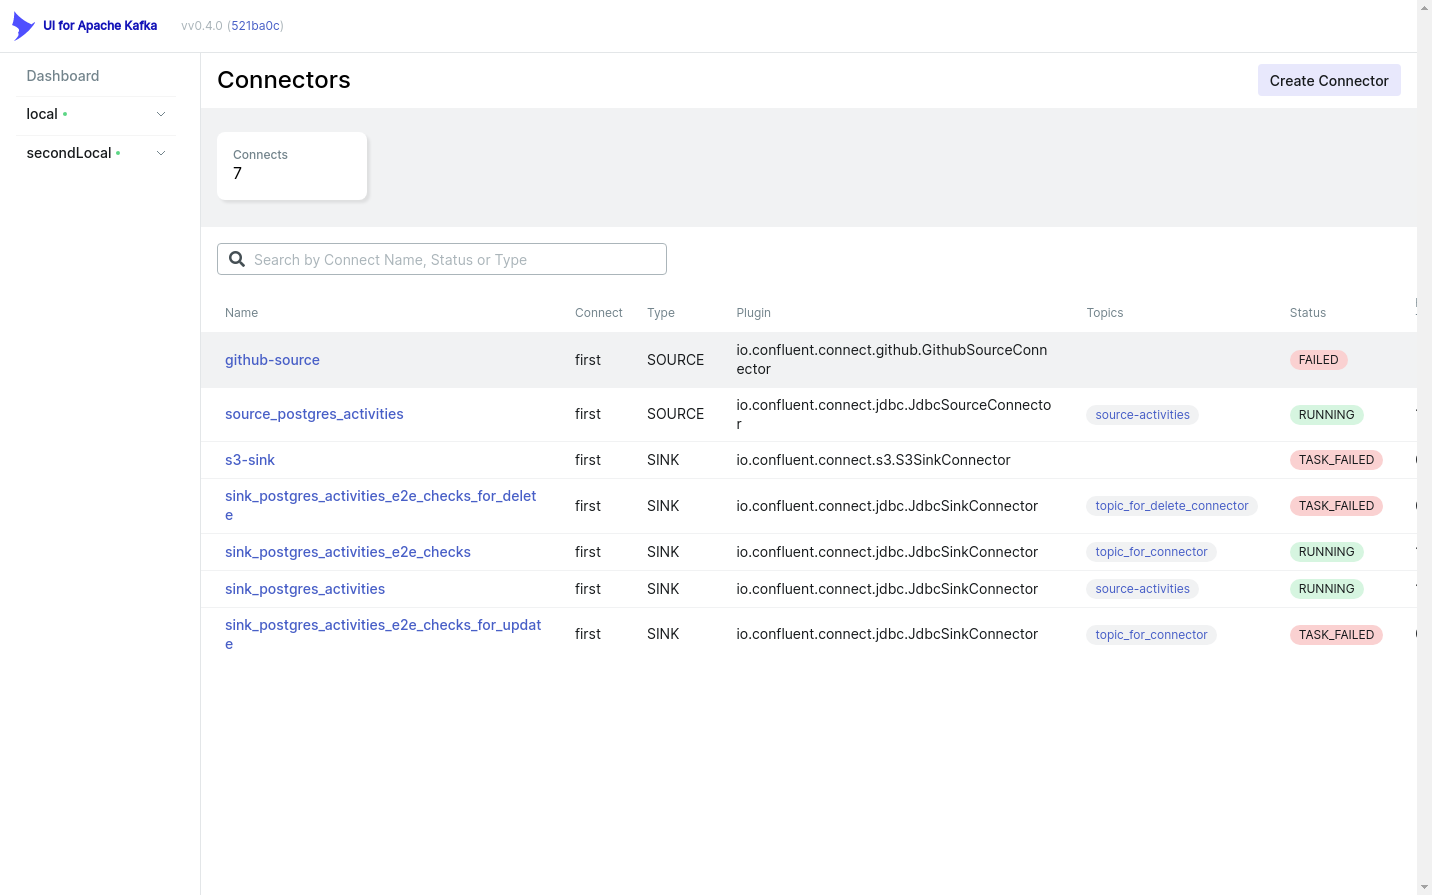 UI for Apache Kafka vv0.4.0 (521ba0c)
Dashboard
local
secondLocal
Connectors
Create Connector
Connects
7
Search by Connect Name, Status or Type
Name Connect Type Plugin Topics Status
github-source first SOURCE io.confluent.connect.github.GithubSourceConn
ector FAILED
source_postgres_activities first SOURCE io.confluent.connect.jdbc.JdbcSourceConnecto
r source-activities RUNNING
s3-sink first SINK io.confluent.connect.s3.S3SinkConnector TASK_FAILED
sink_postgres_activities_e2e_checks_for_delet
e first SINK io.confluent.connect.jdbc.JdbcSinkConnector topic_for_delete_connector TASK_FAILED
sink_postgres_activities_e2e_checks first SINK io.confluent.connect.jdbc.JdbcSinkConnector topic_for_connector RUNNING
sink_postgres_activities first SINK io.confluent.connect.jdbc.JdbcSinkConnector source-activities RUNNING
sink_postgres_activities_e2e_checks_for_updat
e first SINK io.confluent.connect.jdbc.JdbcSinkConnector topic_for_connector TASK_FAILED